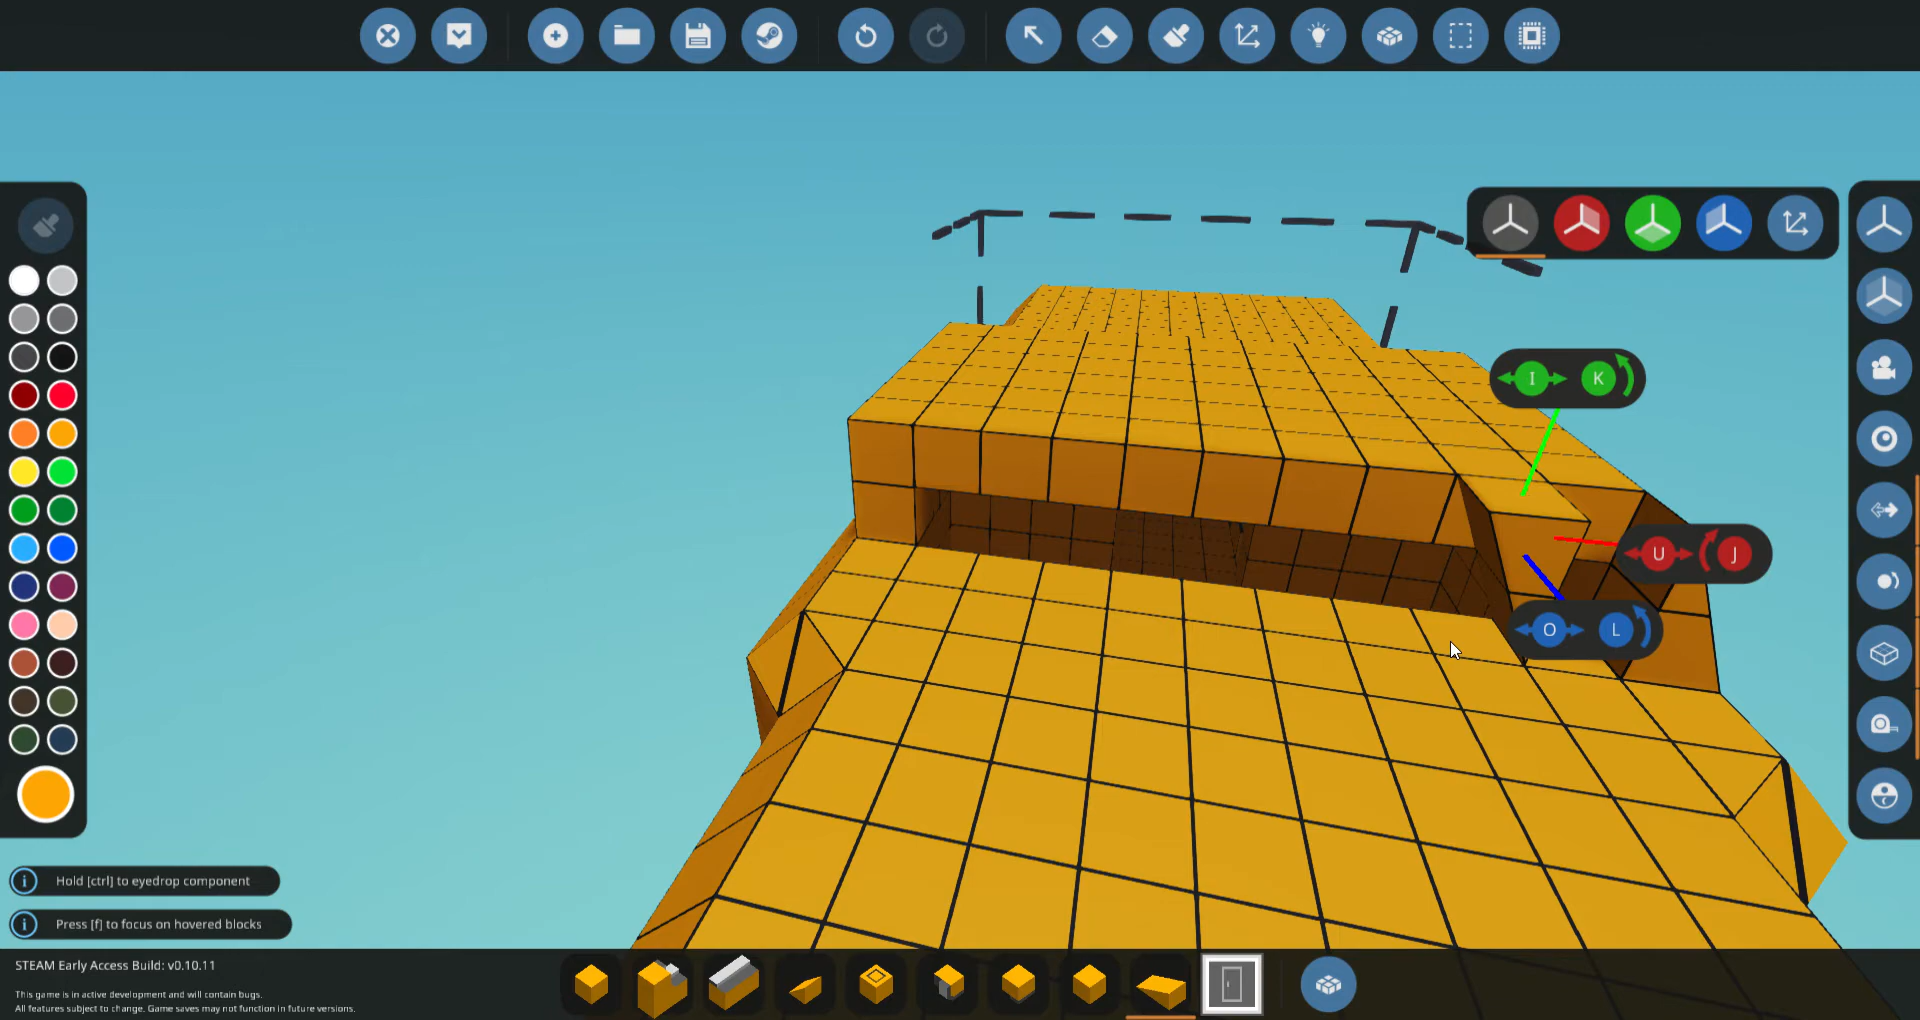 I K
U J
O L
Hold [ctrl] to eyedrop component
Press [f] to focus on hovered blocks
STEAM Early Access Build: v0.10.11
This game is in active development and will contain bugs.
All features subject to change. Game saves may not function in future versions.